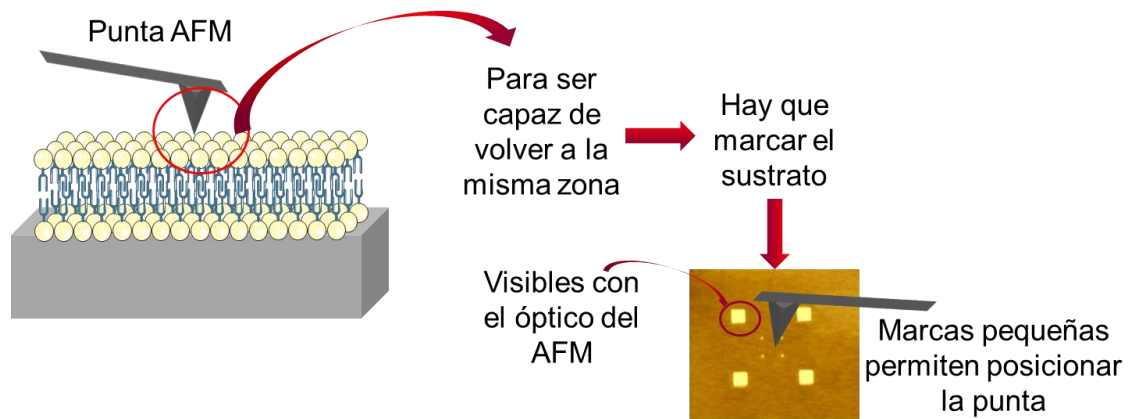 Punta AFM
Para ser
capaz de
volver a la
misma zona
Hay que
marcar el
sustrato
Visibles con
el óptico del
AFM
Marcas pequeñas
permiten posicionar
la punta